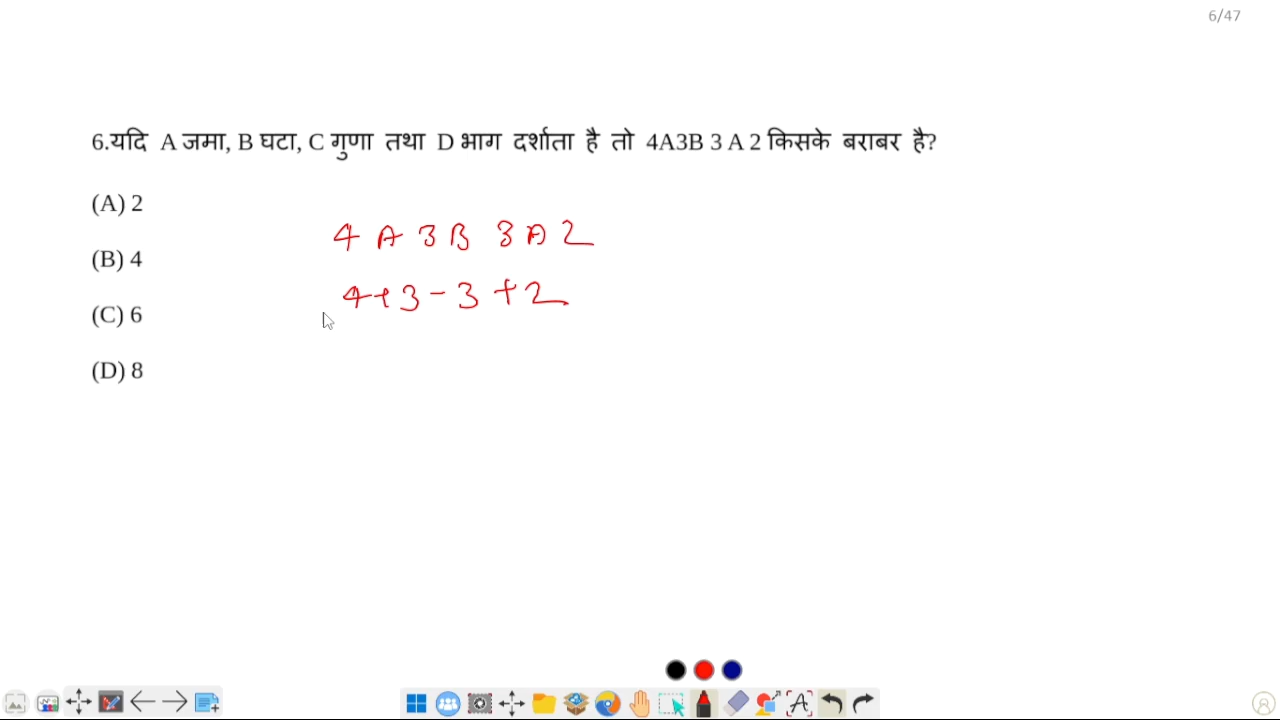 6/47
6.यदि A जमा, B घटा, C गुणा तथा D भाग दर्शाता है तो 4A3B 3 A 2 किसके बराबर है?
(A) 2
4 A 3 B 3 A 2
(B) 4
4+3-3+2
(C) 6
(D) 8